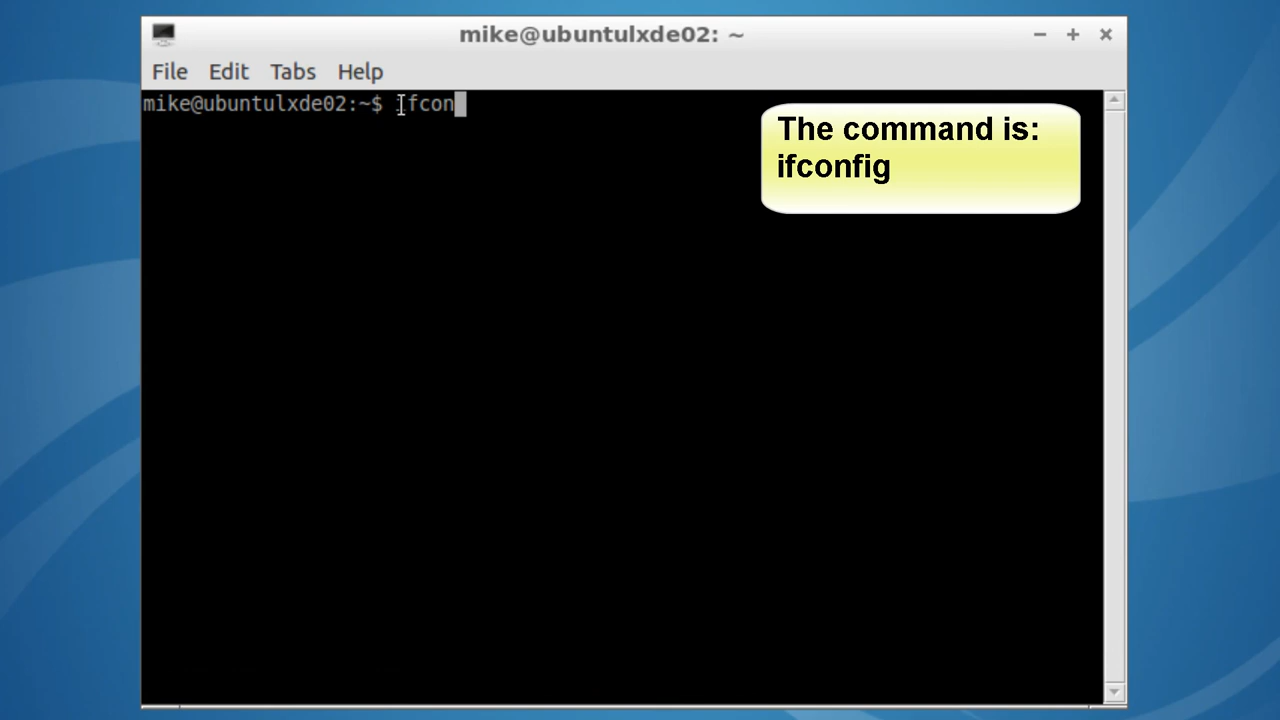 mike@ubuntulxde02: ~
File Edit Tabs Help
mike@ubuntulxde02:~$ ifcon
The command is:
ifconfig